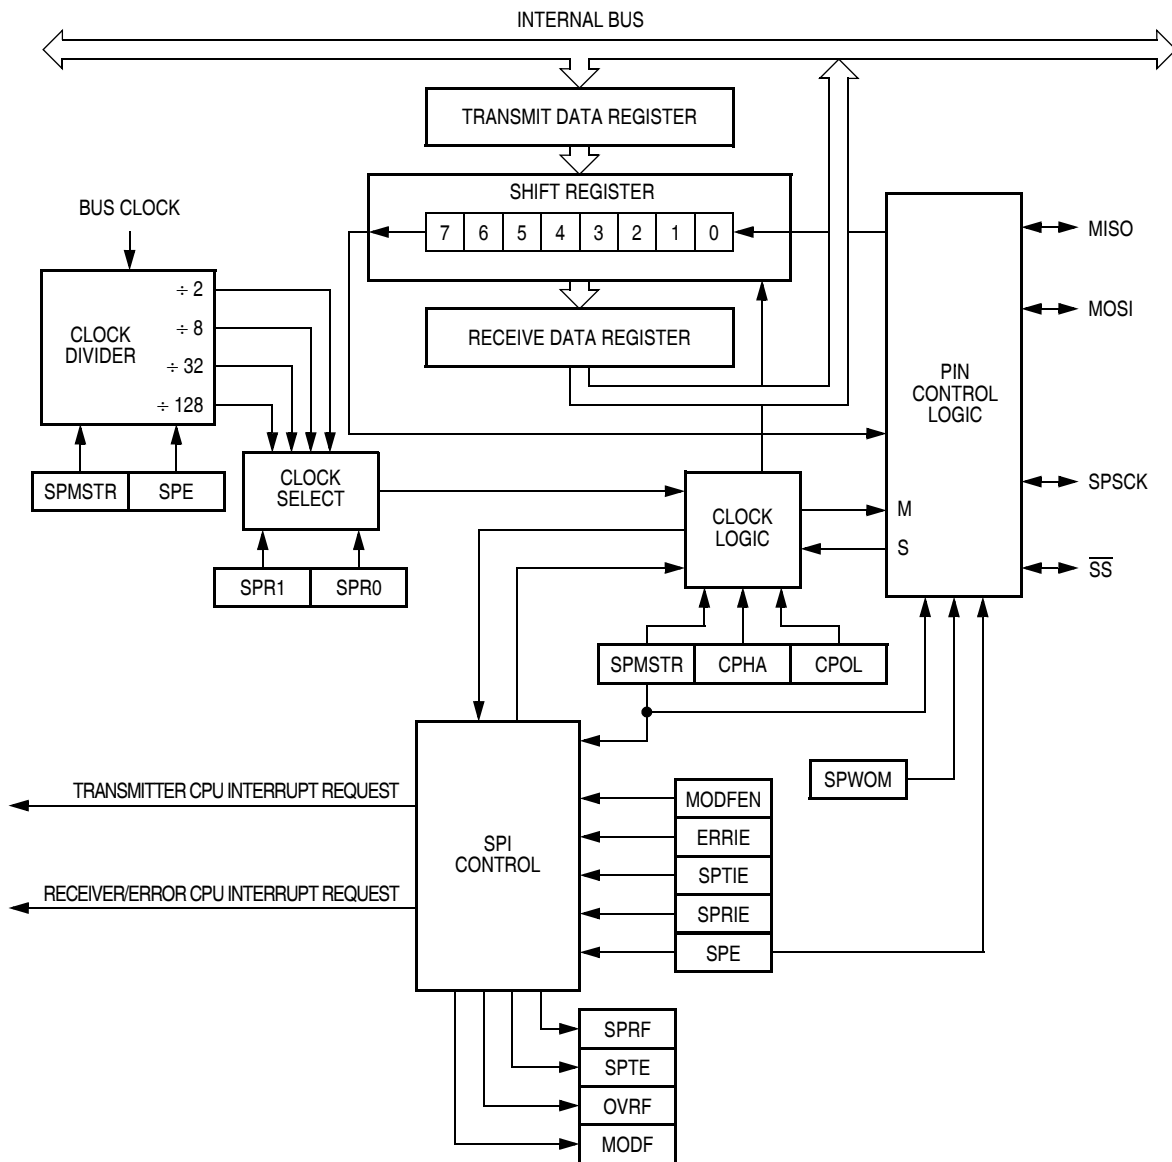 INTERNAL BUS
TRANSMIT DATA REGISTER
SHIFT REGISTER
7 6 5 4 3 2 1 0
RECEIVE DATA REGISTER
BUS CLOCK
CLOCK
DIVIDER
÷ 2
÷ 8
÷ 32
÷ 128
SPMSTR
SPE
CLOCK
SELECT
SPR1
SPR0
CLOCK
LOGIC
SPMSTR
CPHA
CPOL
PIN
CONTROL
LOGIC
M
S
MISO
MOSI
SPSCK
SS
SPWOM
TRANSMITTER CPU INTERRUPT REQUEST
RECEIVER/ERROR CPU INTERRUPT REQUEST
SPI
CONTROL
MODFEN
ERRIE
SPTIE
SPRIE
SPE
SPRF
SPTE
OVRF
MODF